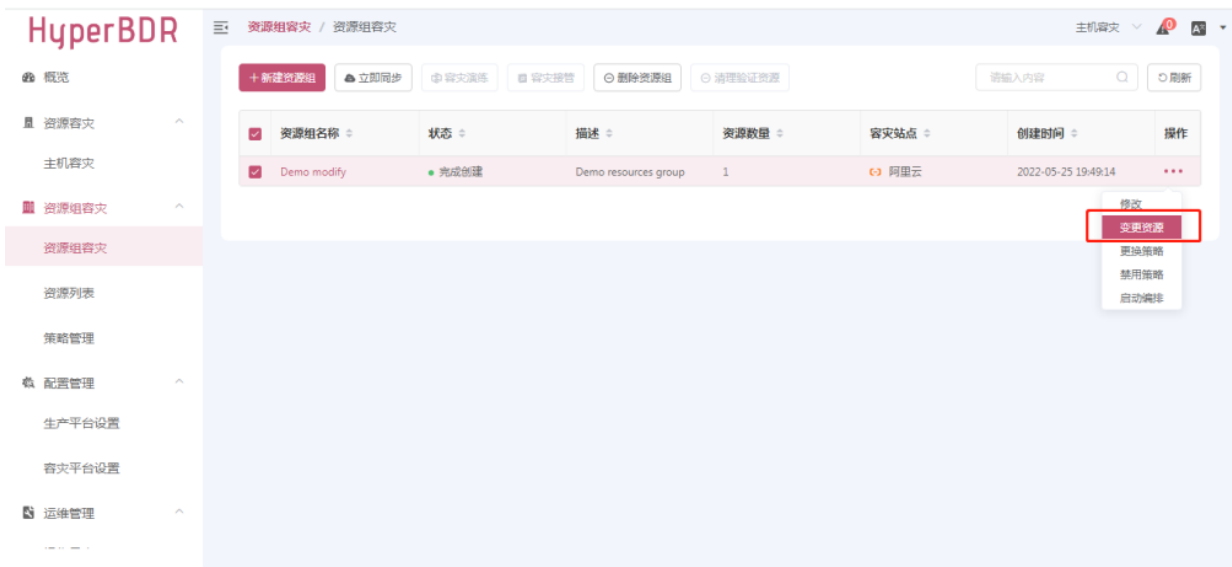 HyperBDR
资源组容灾 / 资源组容灾
主机容灾
0
概览
资源容灾
主机容灾
资源组容灾
资源组容灾
资源列表
策略管理
配置管理
生产平台设置
容灾平台设置
运维管理
+新建资源组 立即同步 容灾演练 容灾接管 删除资源组 清理验证资源 请输入内容 刷新
资源组名称 状态 描述 资源数量 容灾站点 创建时间 操作
Demo modify 完成创建 Demo resources group 1 阿里云 2022-05-25 19:49:14
修改
变更资源
更换策略
禁用策略
启动编排